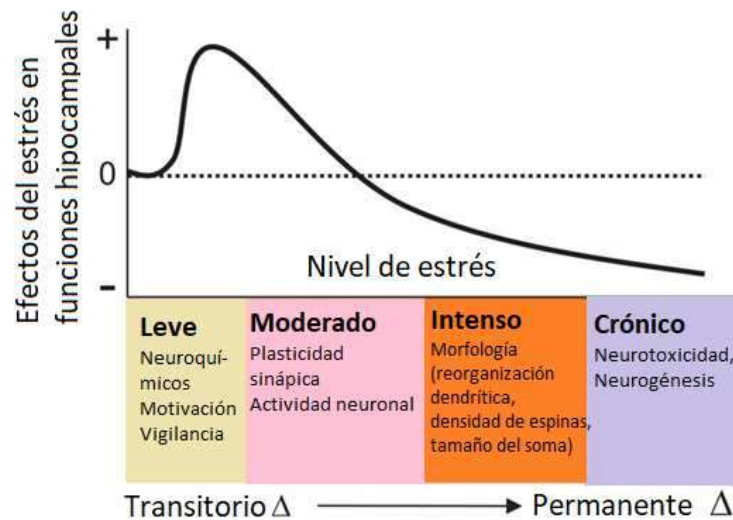 Efectos del estrés en
funciones hipocampales
+
0
-
Nivel de estrés
Leve
Neuroquí-
micos
Motivación
Vigilancia
Moderado
Plasticidad
sinápica
Actividad neuronal
Intenso
Morfología
(reorganización
dendrítica,
densidad de espinas,
tamaño del soma)
Crónico
Neurotoxicidad,
Neurogénesis
Transitorio Δ
Permanente Δ